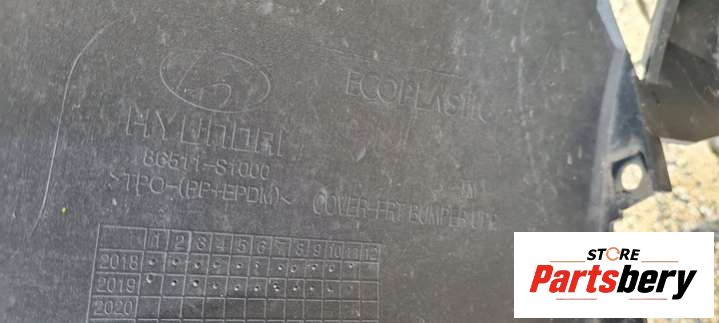 ECOPLASTIC
HYUNDAI
86511-S1000
>TPO-(PP+EPDM)<
COVER-FRT BUMPER UPR
1 2 3 4 5 6 7 8 9 10 11 12
2018
2019
2020
STORE
Partsbery